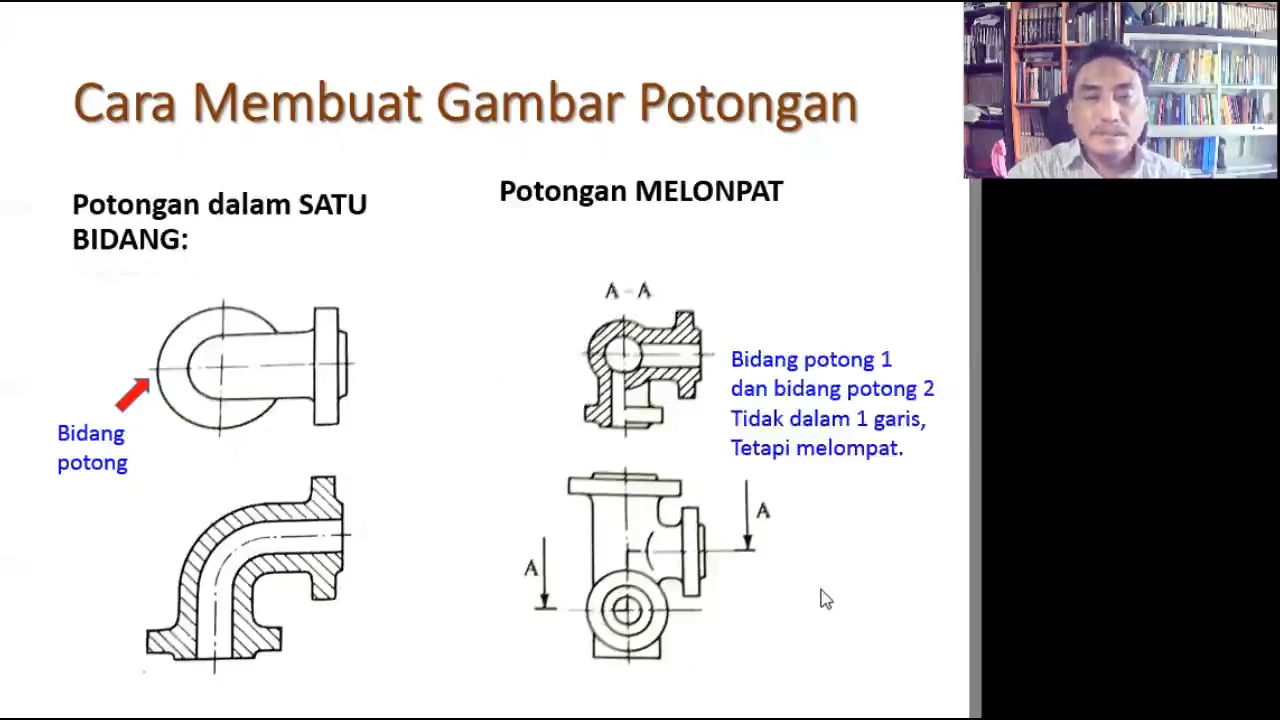 Cara Membuat Gambar Potongan
Potongan dalam SATU
BIDANG:
Bidang
potong
Potongan MELONPAT
A - A
Bidang potong 1
dan bidang potong 2
Tidak dalam 1 garis,
Tetapi melompat.
A
A